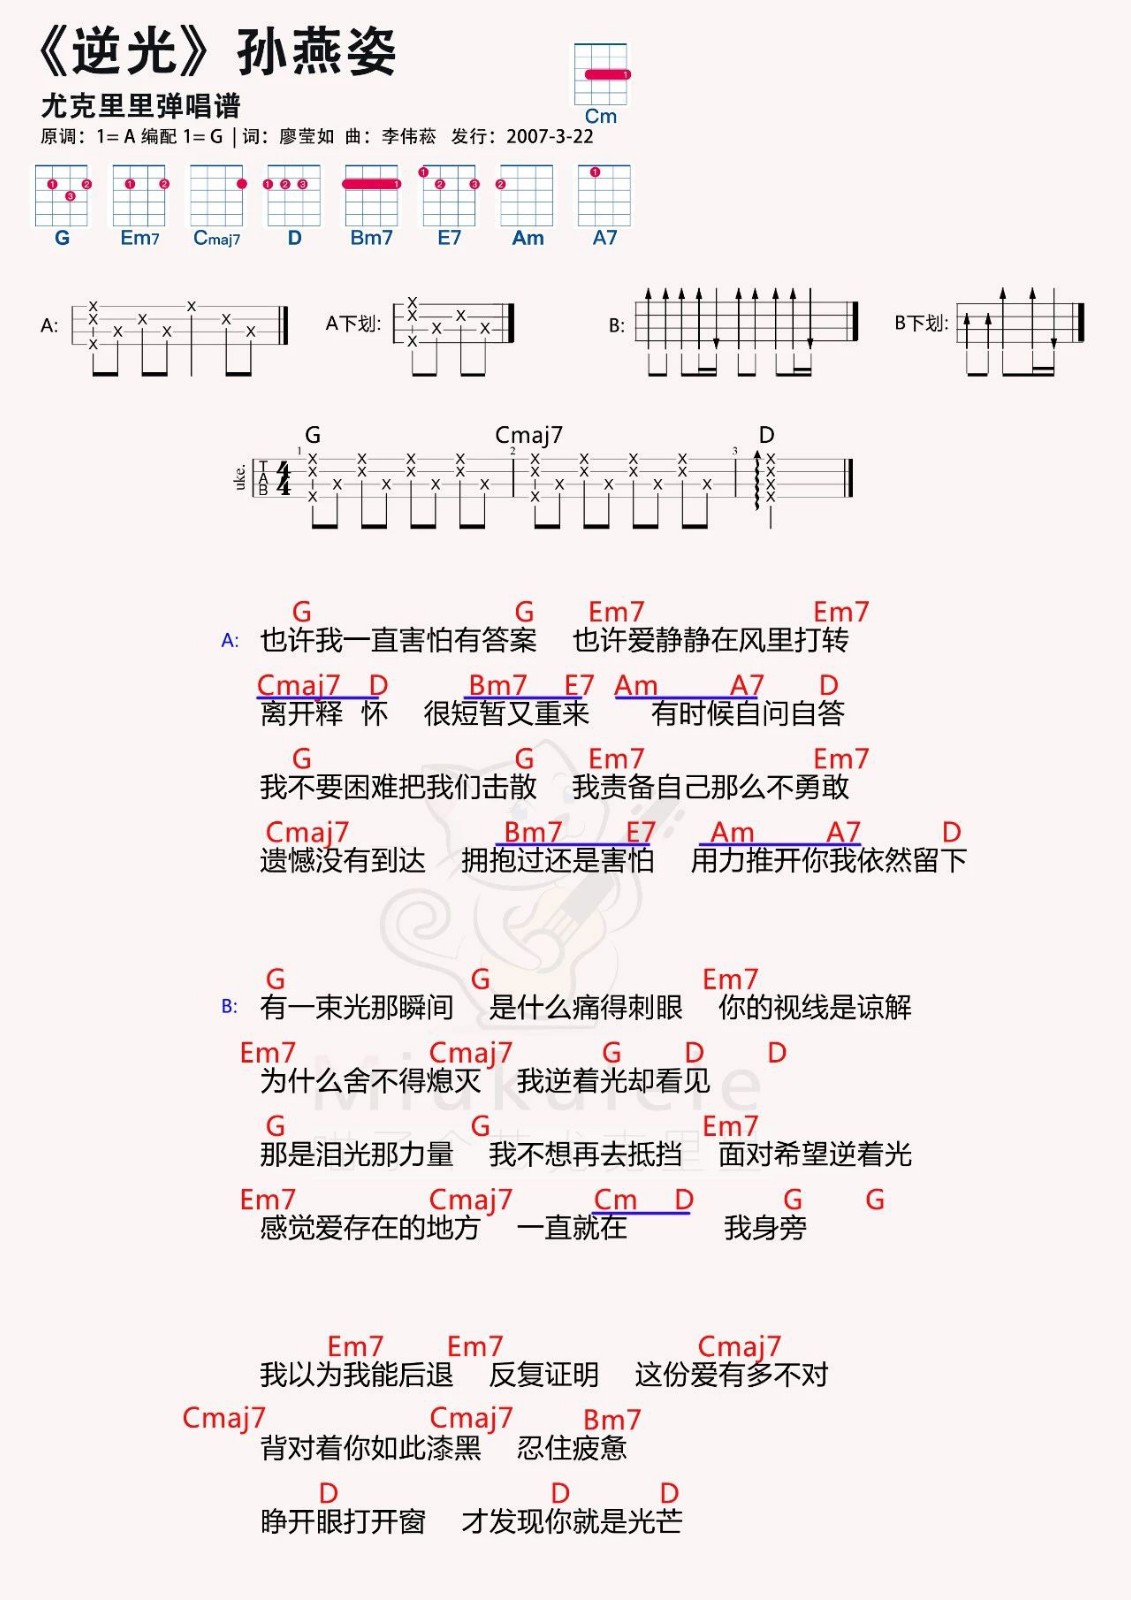 《逆光》孙燕姿
尤克里里弹唱谱
原调：1=A 编配 1=G | 词：廖莹如 曲：李伟菘 发行：2007-3-22
Cm
G Em7 Cmaj7 D Bm7 E7 Am A7
A: A下划: B: B下划:
G Cmaj7 D
uke. TAB 4/4 1 2 3
G G Em7 Em7
A: 也许我一直害怕有答案 也许爱静静在风里打转
Cmaj7 D Bm7 E7 Am A7 D
离开释 怀 很短暂又重来 有时候自问自答
G G Em7 Em7
我不要困难把我们击散 我责备自己那么不勇敢
Cmaj7 Bm7 E7 Am A7 D
遗憾没有到达 拥抱过还是害怕 用力推开你我依然留下
G G Em7
B: 有一束光那瞬间 是什么痛得刺眼 你的视线是谅解
Em7 Cmaj7 G D D
为什么舍不得熄灭 我逆着光却看见
G G Em7
那是泪光那力量 我不想再去抵挡 面对希望逆着光
Em7 Cmaj7 Cm D G G
感觉爱存在的地方 一直就在 我身旁
Em7 Em7 Cmaj7
我以为我能后退 反复证明 这份爱有多不对
Cmaj7 Cmaj7 Bm7
背对着你如此漆黑 忍住疲惫
D D D
睁开眼打开窗 才发现你就是光芒
Miukulele